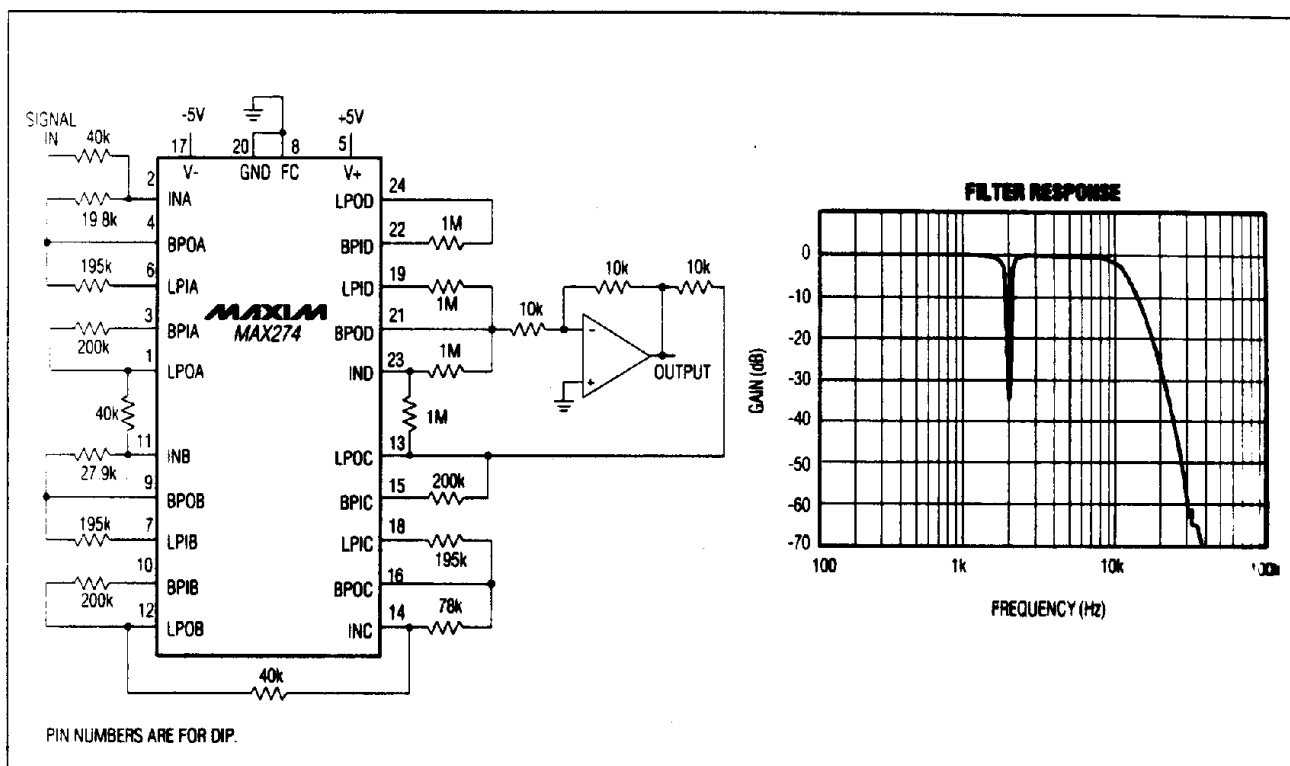 SIGNAL
IN
40k
-5V
17
V-
20
8
GND FC
+5V
5
V+
2
INA
19.8k
4
BPOA
195k
6
LPIA
3
BPIA
200k
1
LPOA
40k
11
INB
27.9k
9
BPOB
195k
7
LPIB
10
BPIB
200k
12
LPOB
40k
MAXIM
MAX274
24
LPOD
1M
22
BPID
19
LPID
1M
21
BPOD
1M
23
IND
1M
13
LPOC
200k
15
BPIC
18
LPIC
195k
16
BPOC
78k
14
INC
10k
10k
10k
-
+
OUTPUT
PIN NUMBERS ARE FOR DIP.
FILTER RESPONSE
GAIN (dB)
0
-10
-20
-30
-40
-50
-60
-70
100
1k
10k
100k
FREQUENCY (Hz)